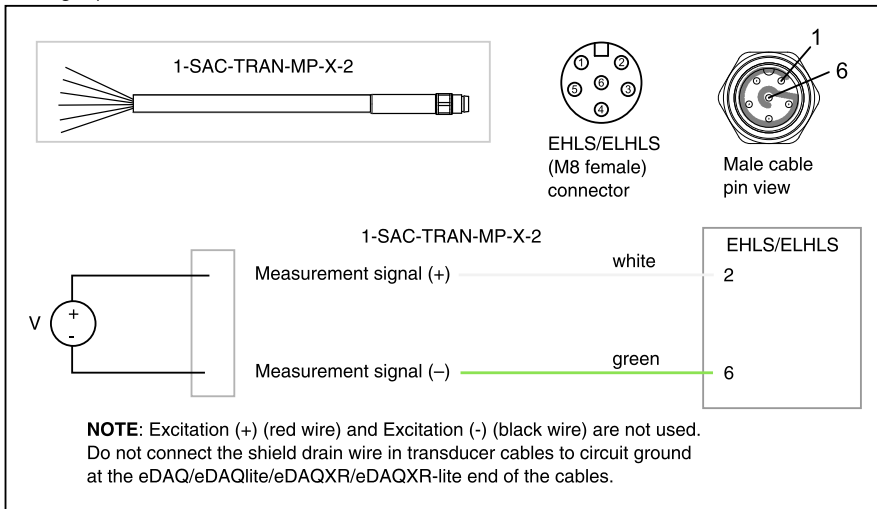 1-SAC-TRAN-MP-X-2
1
2
6
5
3
4
EHLS/ELHLS
(M8 female)
connector
1
6
Male cable
pin view
1-SAC-TRAN-MP-X-2
EHLS/ELHLS
Measurement signal (+)
white
2
V
+
-
Measurement signal (–)
green
6
NOTE: Excitation (+) (red wire) and Excitation (-) (black wire) are not used.
Do not connect the shield drain wire in transducer cables to circuit ground
at the eDAQ/eDAQlite/eDAQXR/eDAQXR-lite end of the cables.